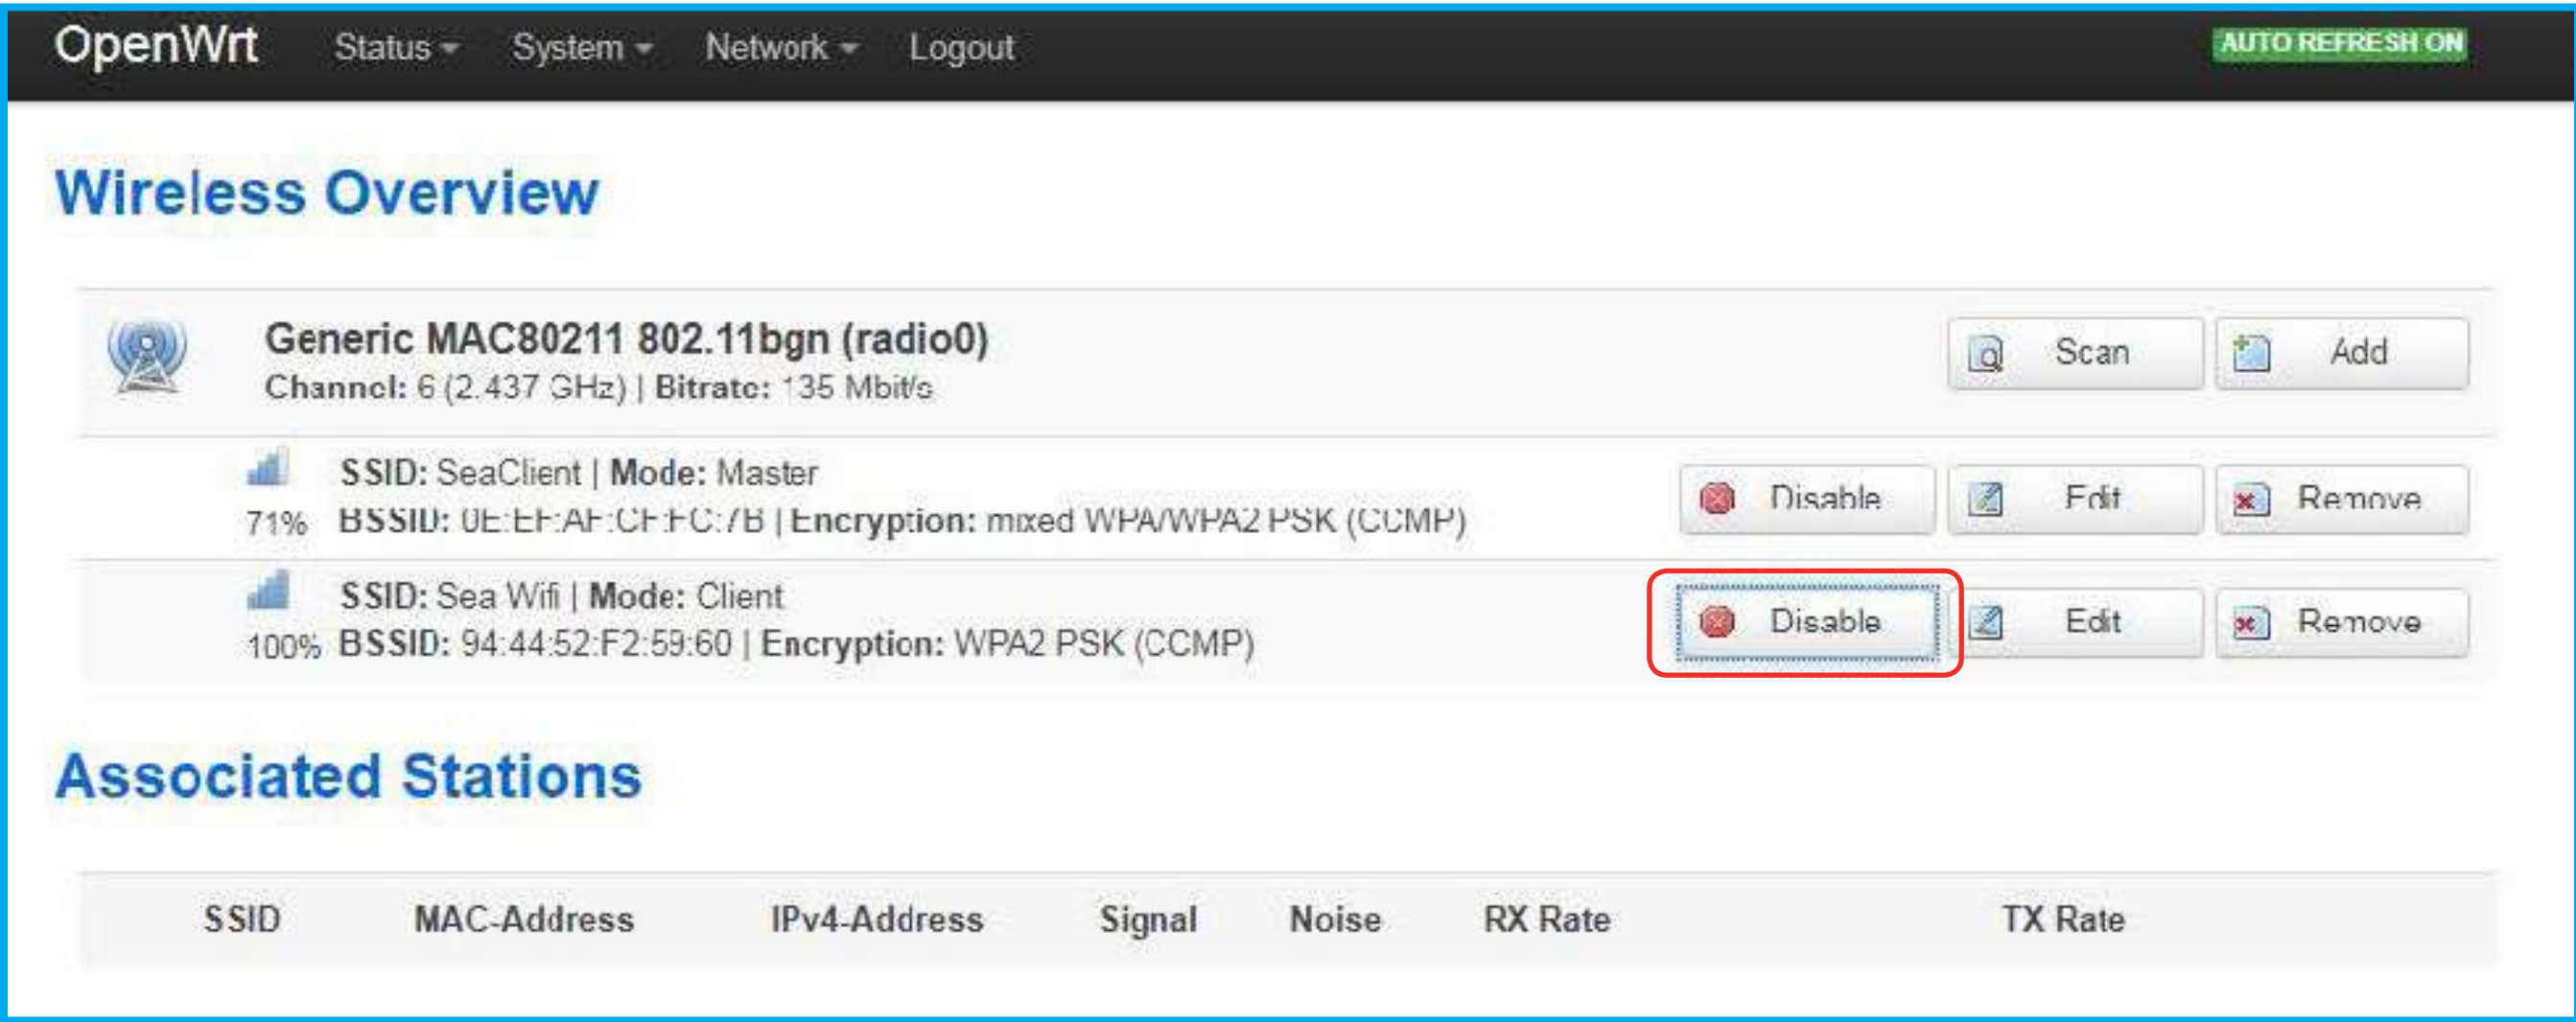 OpenWrt Status System Network Logout AUTO REFRESH ON
Wireless Overview
Generic MAC80211 802.11bgn (radio0)
Channel: 6 (2.437 GHz) | Bitrate: 135 Mbit/s
Scan Add
SSID: SeaClient | Mode: Master
71% BSSID: 0E:EF:AF:CF:FC:7B | Encryption: mixed WPA/WPA2 PSK (CCMP)
Disable Edit Remove
SSID: Sea Wifi | Mode: Client
100% BSSID: 94:44:52:F2:59:60 | Encryption: WPA2 PSK (CCMP)
Disable Edit Remove
Associated Stations
SSID MAC-Address IPv4-Address Signal Noise RX Rate TX Rate